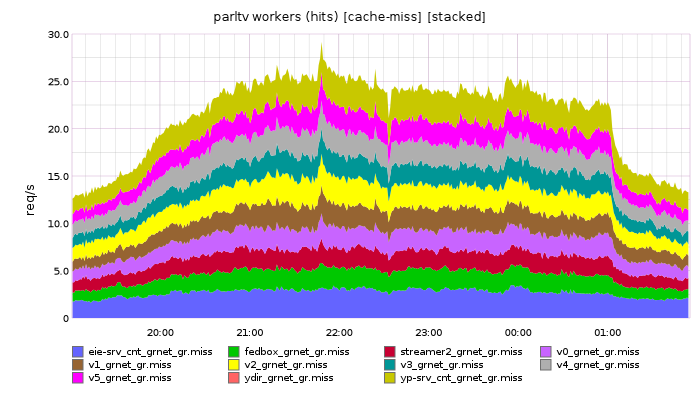 parltv workers (hits) [cache-miss] [stacked]
30.0
25.0
20.0
15.0
10.0
5.0
0
req/s
20:00 21:00 22:00 23:00 00:00 01:00
eie-srv_cnt_grnet_gr.miss fedbox_grnet_gr.miss streamer2_grnet_gr.miss v0_grnet_gr.miss
v1_grnet_gr.miss v2_grnet_gr.miss v3_grnet_gr.miss v4_grnet_gr.miss
v5_grnet_gr.miss ydir_grnet_gr.miss yp-srv_cnt_grnet_gr.miss